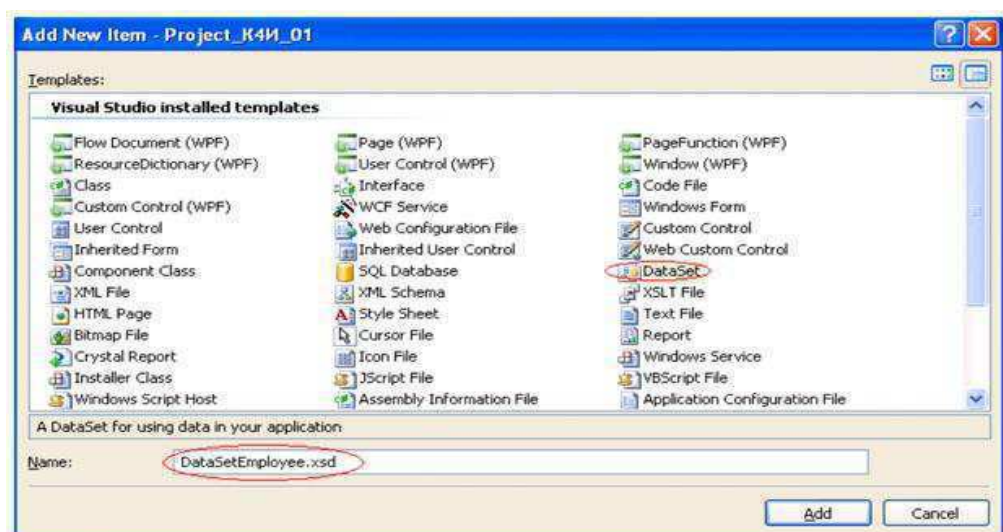 Add New Item - Project_К4И_01
Templates:
Visual Studio installed templates
Flow Document (WPF) Page (WPF) PageFunction (WPF)
ResourceDictionary (WPF) User Control (WPF) Window (WPF)
Class Interface Code File
Custom Control (WPF) WCF Service Windows Form
User Control Web Configuration File Custom Control
Inherited Form Inherited User Control Web Custom Control
Component Class SQL Database DataSet
XML File XML Schema XSLT File
HTML Page Style Sheet Text File
Bitmap File Cursor File Report
Crystal Report Icon File Windows Service
Installer Class JScript File VBScript File
Windows Script Host Assembly Information File Application Configuration File
A DataSet for using data in your application
Name: DataSetEmployee.xsd
Add Cancel